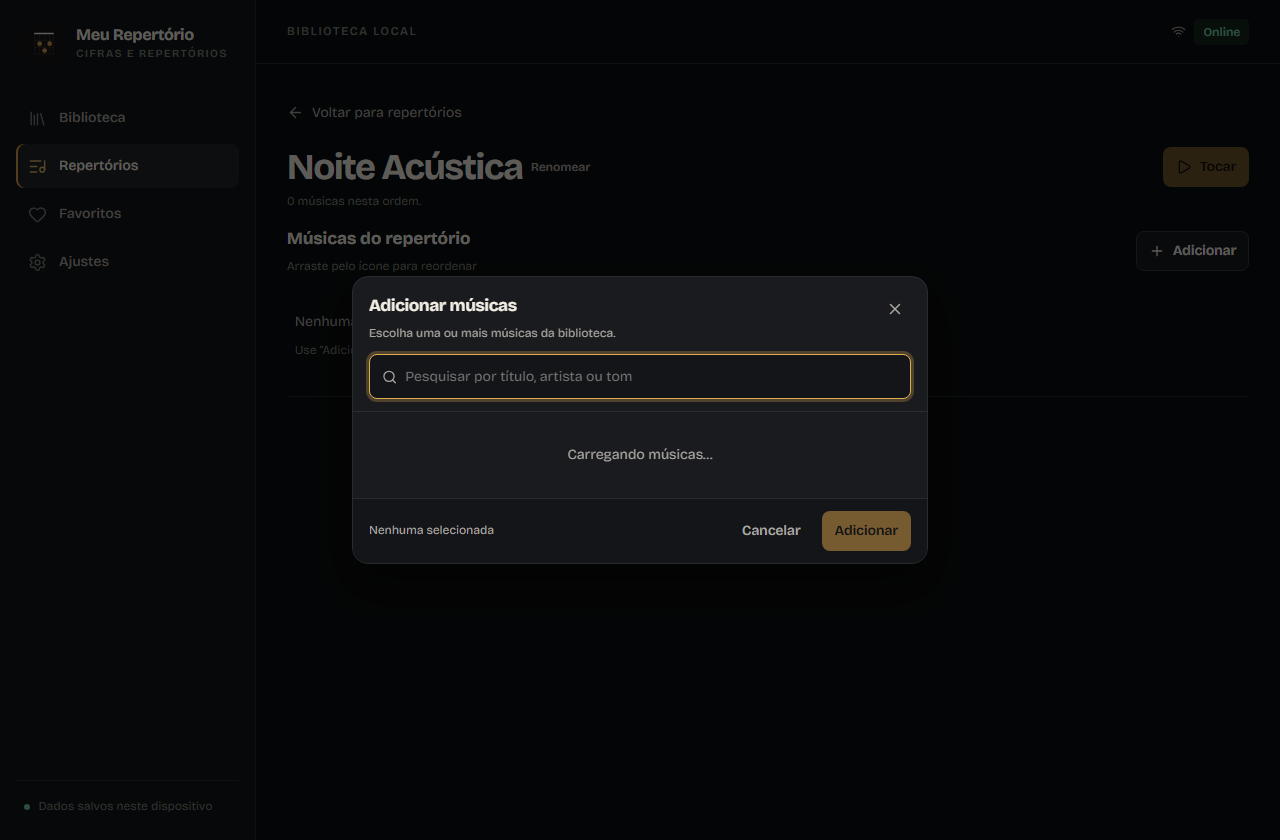 Meu Repertório
CIFRAS E REPERTÓRIOS
Biblioteca
Repertórios
Favoritos
Ajustes
Dados salvos neste dispositivo
BIBLIOTECA LOCAL
Online
Voltar para repertórios
Noite Acústica
Renomear
Tocar
0 músicas nesta ordem.
Músicas do repertório
Arraste pelo ícone para reordenar
Adicionar
Adicionar músicas
Escolha uma ou mais músicas da biblioteca.
Pesquisar por título, artista ou tom
Carregando músicas...
Nenhuma selecionada
Cancelar
Adicionar